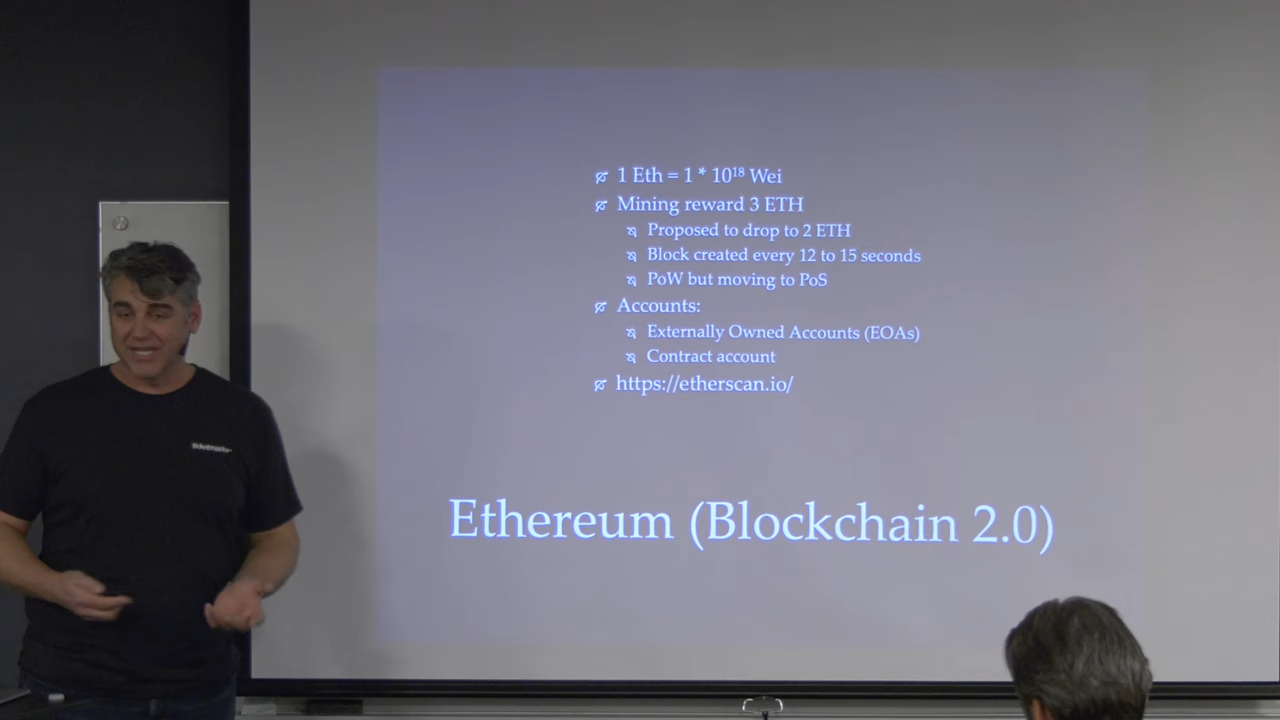 1 Eth = 1 * 10¹⁸ Wei
Mining reward 3 ETH
Proposed to drop to 2 ETH
Block created every 12 to 15 seconds
PoW but moving to PoS
Accounts:
Externally Owned Accounts (EOAs)
Contract account
https://etherscan.io/
Ethereum (Blockchain 2.0)
ticketmaster